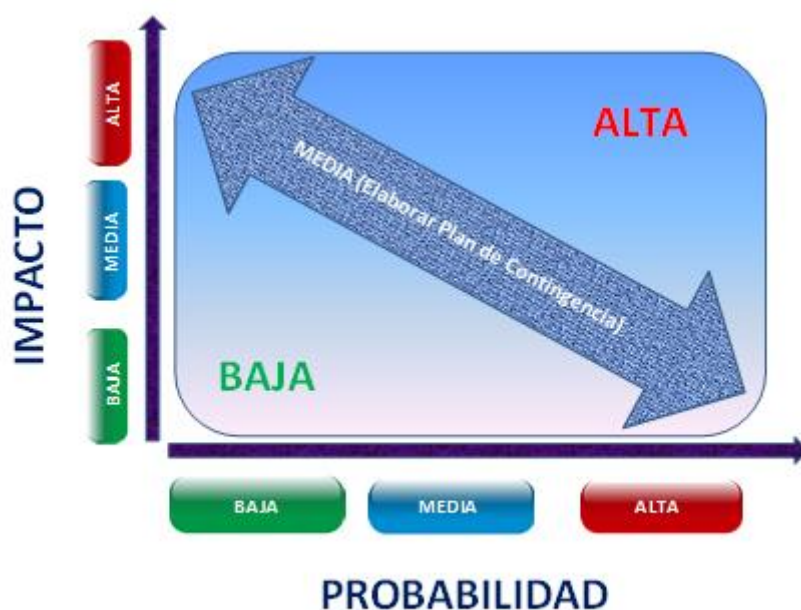 ALTA
ALTA
MEDIA (Elaborar Plan de Contingencia)
MEDIA
IMPACTO
BAJA
BAJA
BAJA MEDIA ALTA
PROBABILIDAD